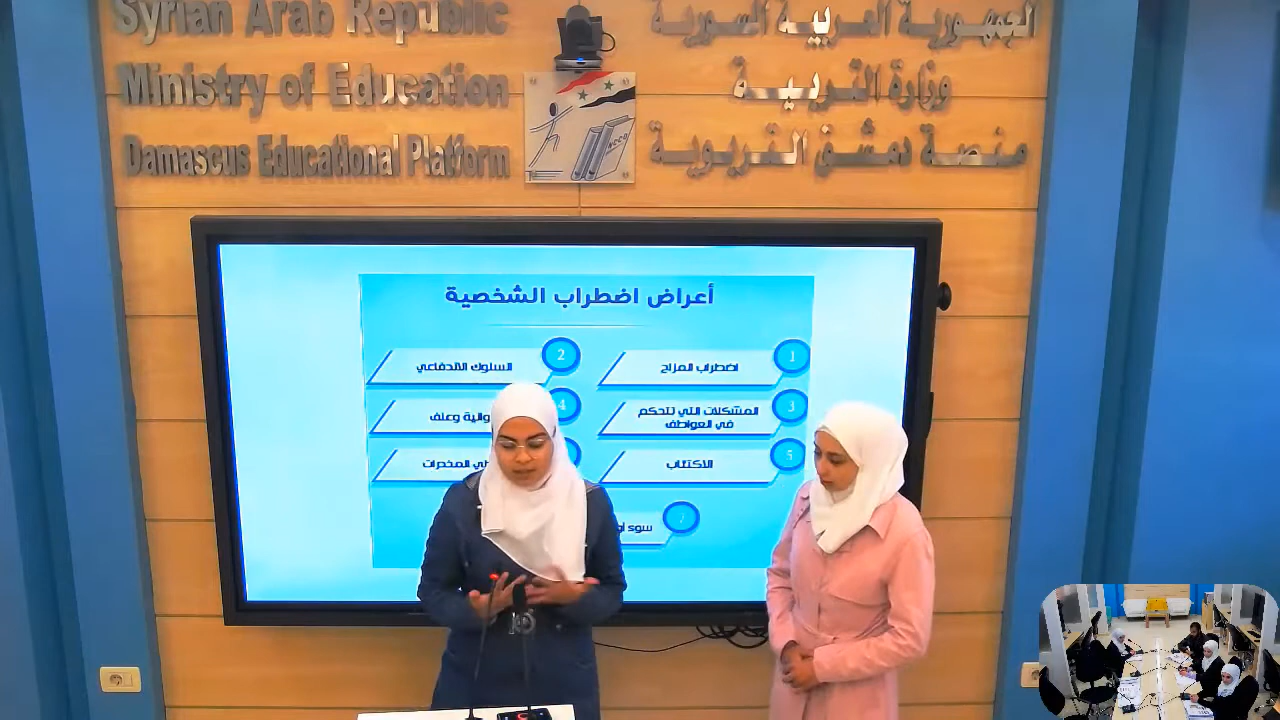 Syrian Arab Republic
Ministry of Education
Damascus Educational Platform
الجمهورية العربية السورية
وزارة التربية
منصة دمشق التربوية
أعراض اضطراب الشخصية
1
اضطراب المزاج
2
السلوك الاندفاعي
3
المشكلات التي تتحكم
في العواطف
4
وعنف
5
الاكتئاب
المخدرات
7
سوء